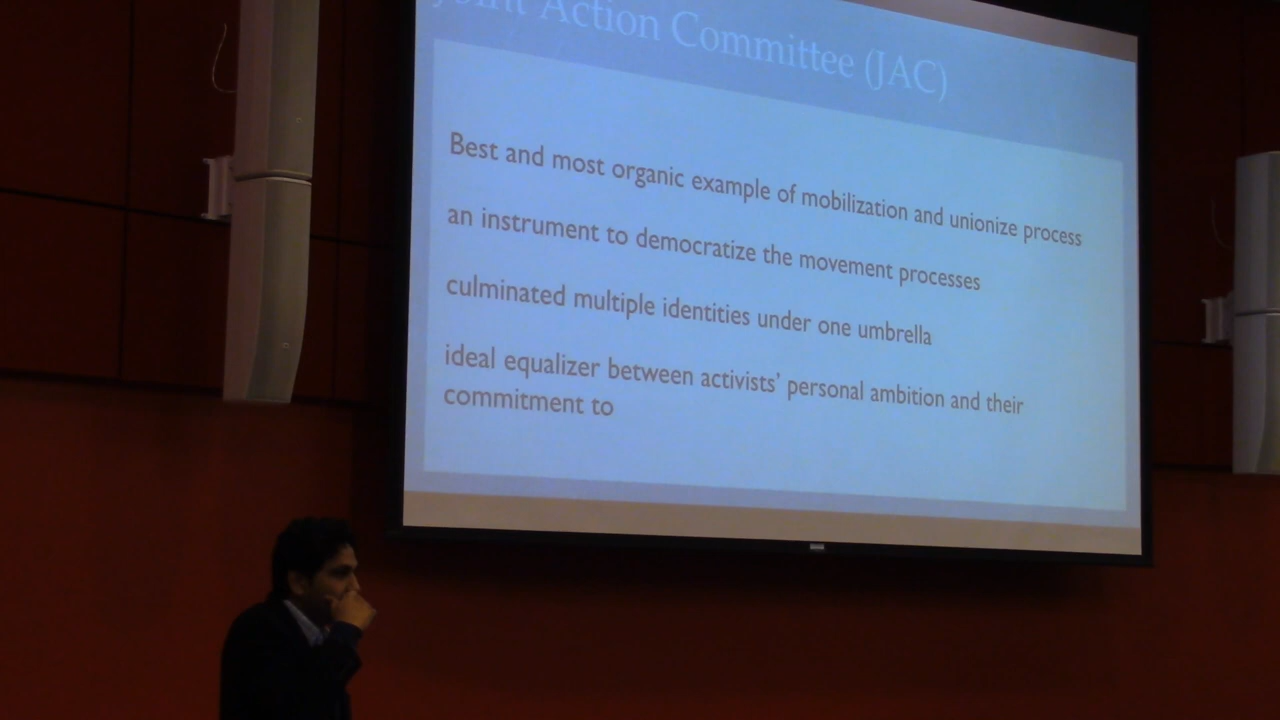 Joint Action Committee (JAC)
Best and most organic example of mobilization and unionize process
an instrument to democratize the movement processes
culminated multiple identities under one umbrella
ideal equalizer between activists’ personal ambition and their
commitment to